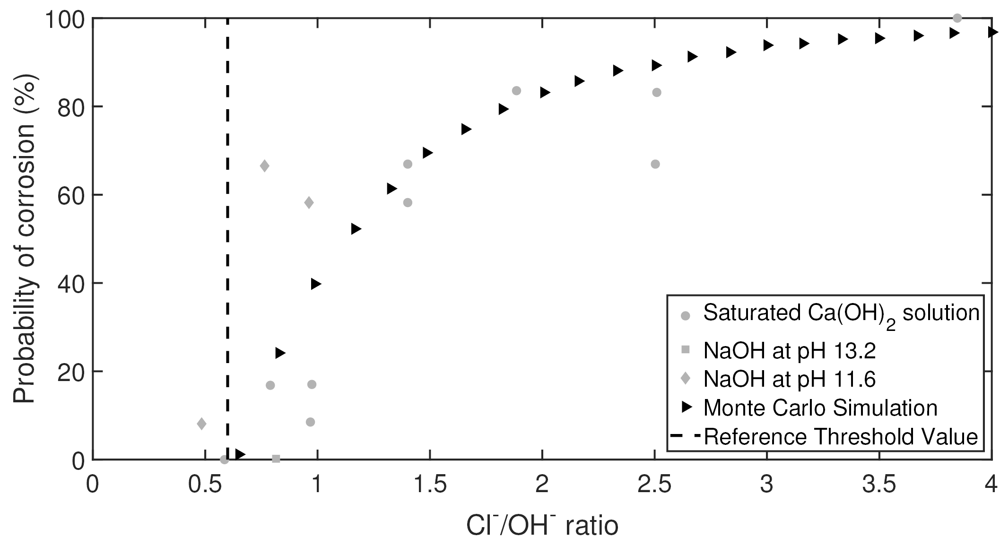 Probability of corrosion (%)
100
80
60
40
20
0
0 0.5 1 1.5 2 2.5 3 3.5 4
Cl⁻/OH⁻ ratio
Saturated Ca(OH)₂ solution
NaOH at pH 13.2
NaOH at pH 11.6
Monte Carlo Simulation
Reference Threshold Value